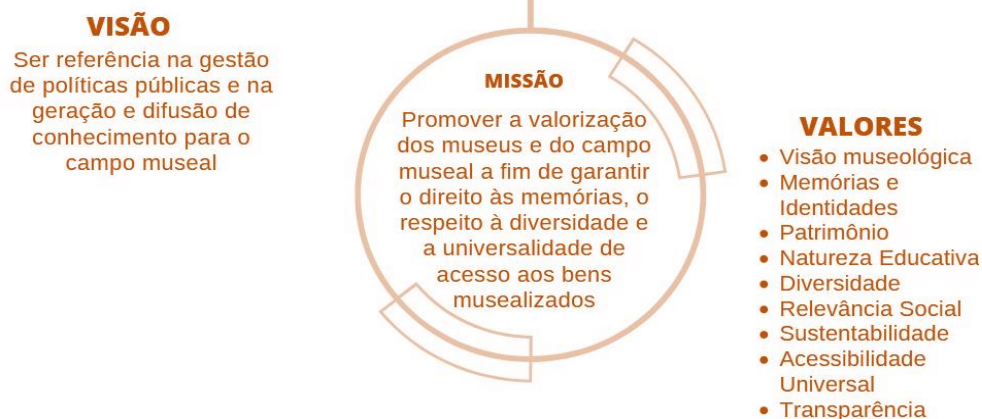 VISÃO
Ser referência na gestão
de políticas públicas e na
geração e difusão de
conhecimento para o
campo museal
MISSÃO
Promover a valorização
dos museus e do campo
museal a fim de garantir
o direito às memórias, o
respeito à diversidade e
a universalidade de
acesso aos bens
musealizados
VALORES
• Visão museológica
• Memórias e
Identidades
• Patrimônio
• Natureza Educativa
• Diversidade
• Relevância Social
• Sustentabilidade
• Acessibilidade
Universal
• Transparência